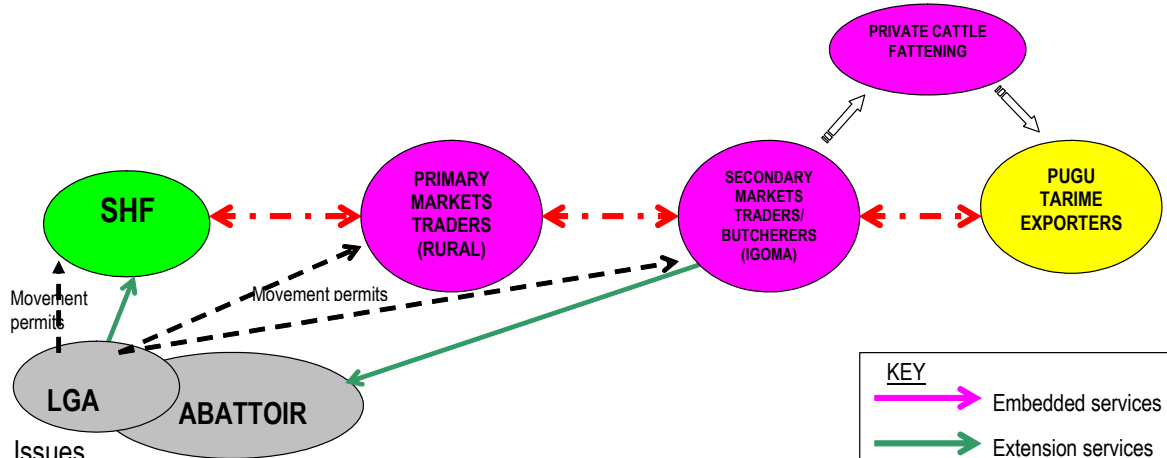 PRIVATE CATTLE
FATTENING
SHF
PRIMARY
MARKETS
TRADERS
(RURAL)
SECONDARY
MARKETS
TRADERS/
BUTCHERERS
(IGOMA)
PUGU
TARIME
EXPORTERS
Movement
permits
Movement permits
LGA
ABATTOIR
Issues
KEY
Embedded services
Extension services